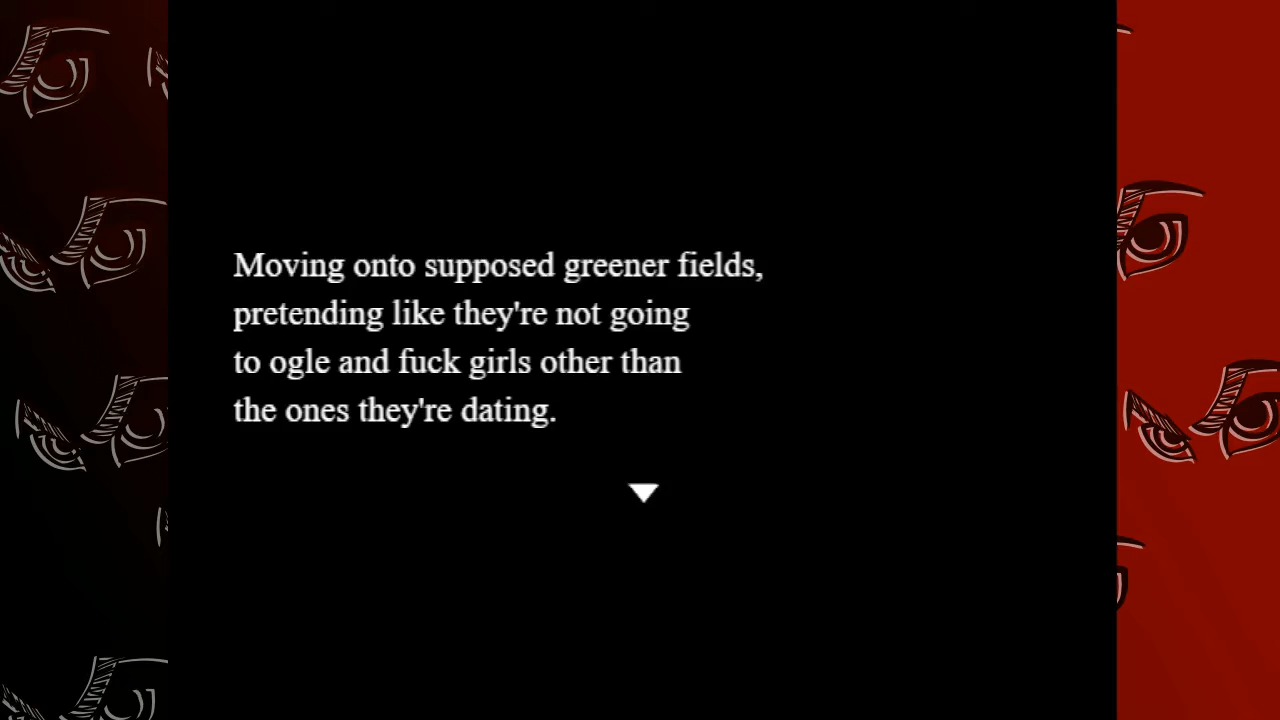 Moving onto supposed greener fields,
pretending like they're not going
to ogle and fuck girls other than
the ones they're dating.